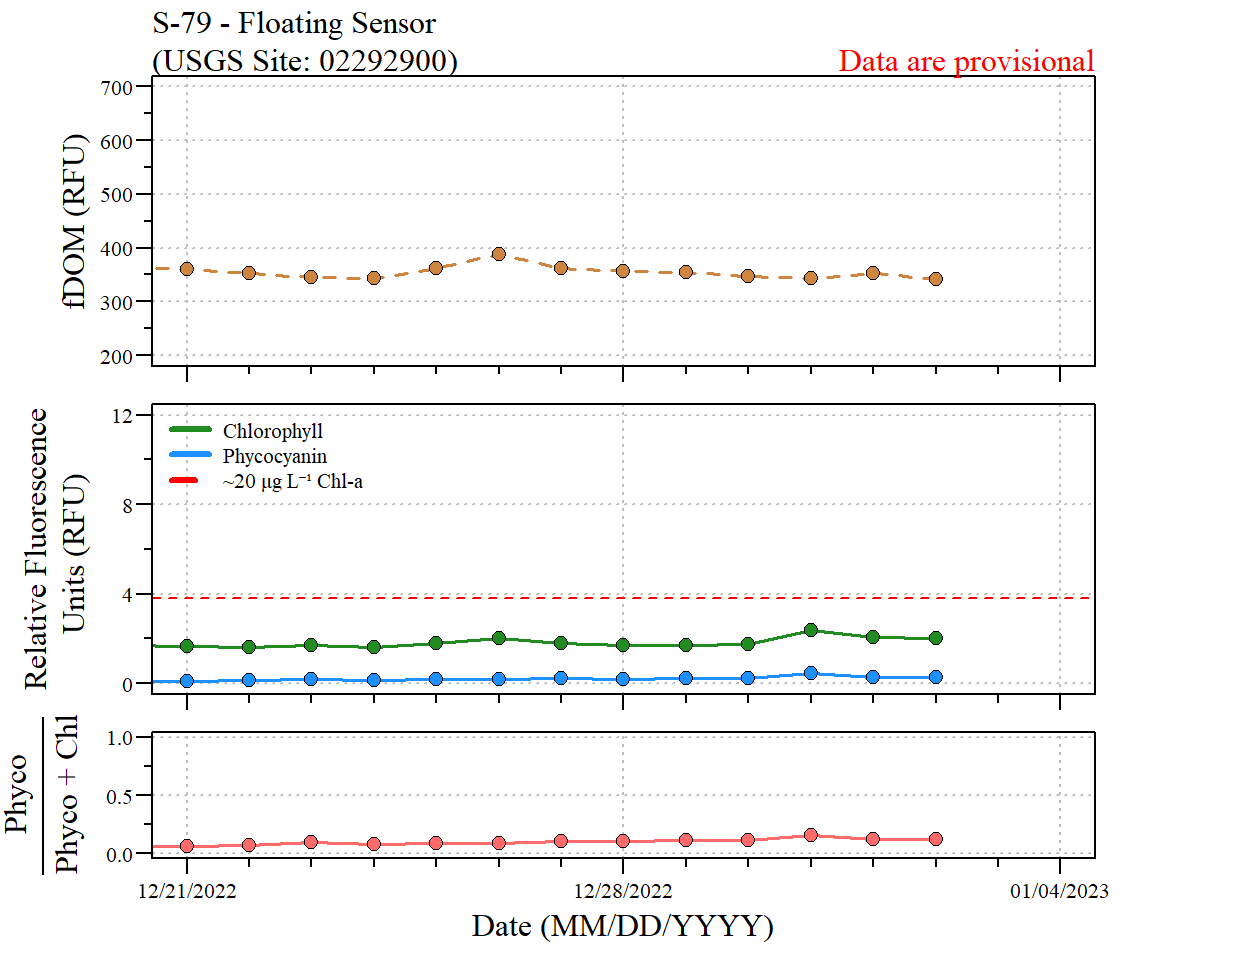 S-79 - Floating Sensor
(USGS Site: 02292900)
Data are provisional
fDOM (RFU)
700
600
500
400
300
200
Relative Fluorescence
Units (RFU)
12
8
4
0
Chlorophyll
Phycocyanin
~20 µg L⁻¹ Chl-a
Phyco
Phyco + Chl
1.0
0.5
0.0
12/21/2022
12/28/2022
01/04/2023
Date (MM/DD/YYYY)